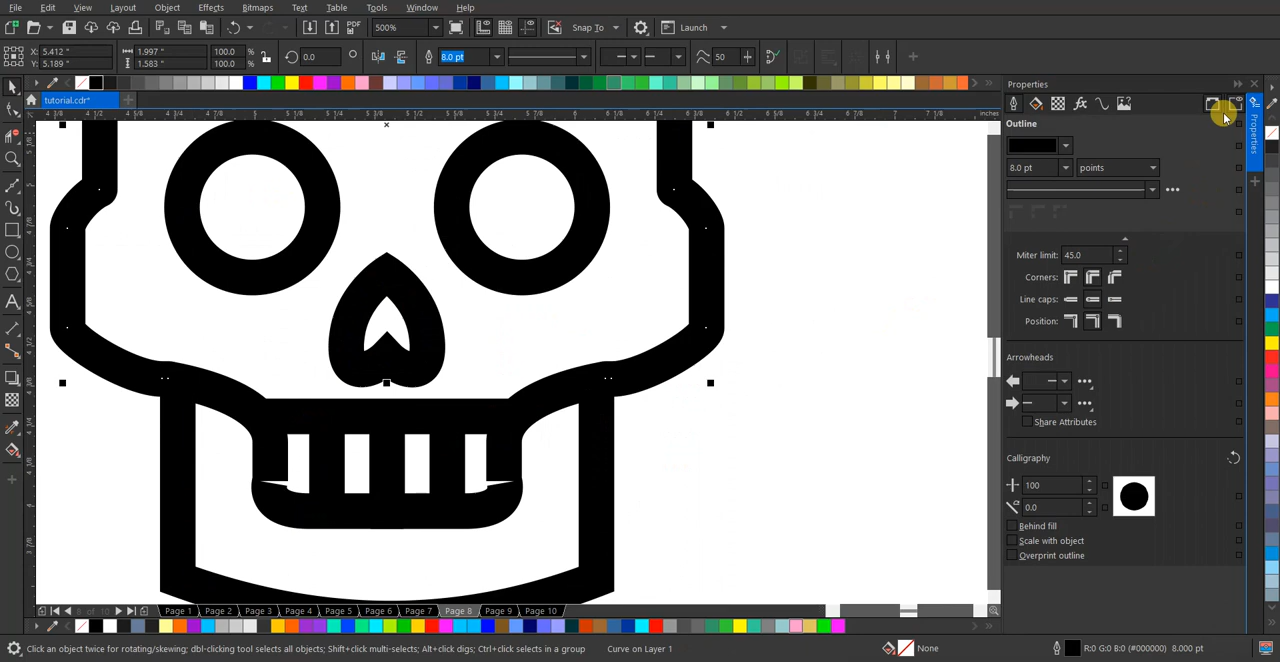 File Edit View Layout Object Effects Bitmaps Text Table Tools Window Help
PDF 500% Snap To Launch
X: 5.412 " 1.997 " 100.0 % 0.0 ° 8.0 pt 50
Y: 5.189 " 1.583 " 100.0 %
tutorial.cdr*
inches
Properties
Outline
8.0 pt points
Properties
Miter limit: 45.0
Corners:
Line caps:
Position:
Arrowheads
Share Attributes
Calligraphy
100
0.0
Behind fill
Scale with object
Overprint outline
8 of 10 Page 1 Page 2 Page 3 Page 4 Page 5 Page 6 Page 7 Page 8 Page 9 Page 10
Click an object twice for rotating/skewing; dbl-clicking tool selects all objects; Shift+click multi-selects; Alt+click digs; Ctrl+click selects in a group Curve on Layer 1 None R:0 G:0 B:0 (#000000) 8.000 pt